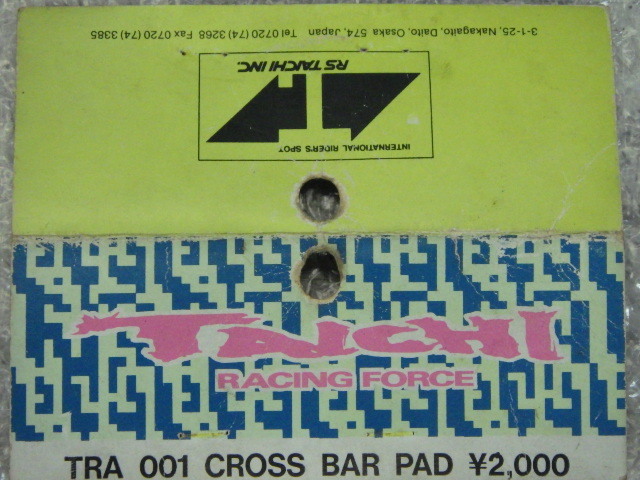 3-1-25, Nakagaito, Daito, Osaka 574, Japan Tel 0720 (74) 3268 Fax 0720 (74) 3385
INTERNATIONAL RIDER'S SPOT
RS TAICHI INC.
TAICHI
RACING FORCE
TRA 001 CROSS BAR PAD ¥2,000